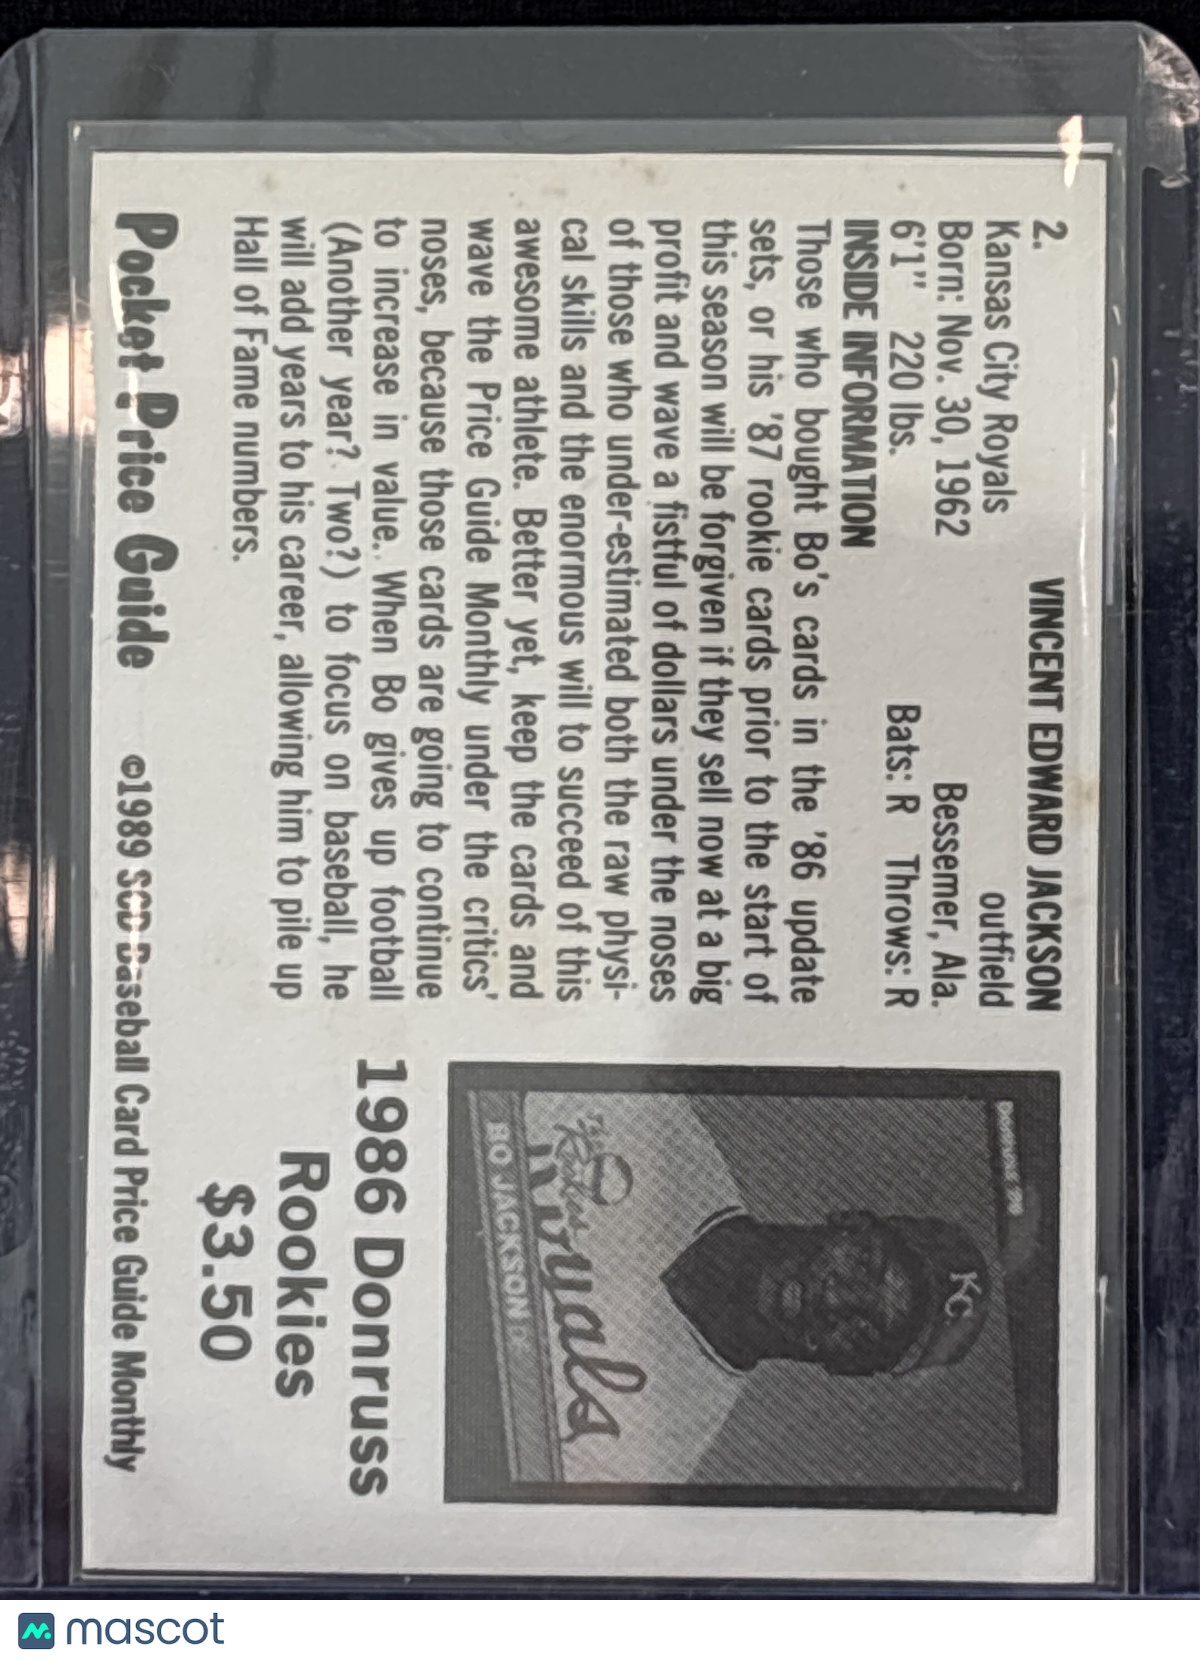 2. VINCENT EDWARD JACKSON
Kansas City Royals outfield
Born: Nov. 30, 1962 Bessemer, Ala.
6'1" 220 lbs. Bats: R Throws: R
INSIDE INFORMATION
Those who bought Bo's cards in the '86 update
sets, or his '87 rookie cards prior to the start of
this season will be forgiven if they sell now at a big
profit and wave a fistful of dollars under the noses
of those who under-estimated both the raw physi-
cal skills and the enormous will to succeed of this
awesome athlete. Better yet, keep the cards and
wave the Price Guide Monthly under the critics'
noses, because those cards are going to continue
to increase in value. When Bo gives up football
(Another year? Two?) to focus on baseball, he
will add years to his career, allowing him to pile up
Hall of Fame numbers.
DONRUSS '86
KC
Royals
The Rookies
BO JACKSON OF
1986 Donruss
Rookies
$3.50
Pocket Price Guide ©1989 SCD Baseball Card Price Guide Monthly
mascot